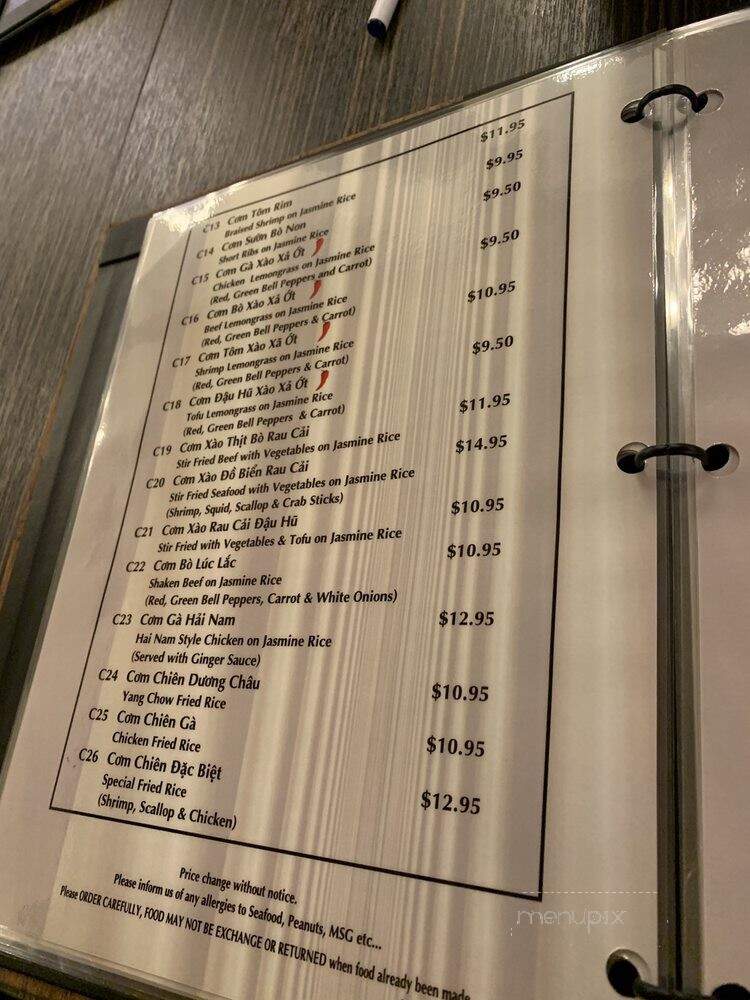 C13 Cơm Tôm Rim $11.95
Braised Shrimp on Jasmine Rice
C14 Cơm Sườn Bò Non $9.95
Short Ribs on Jasmine Rice
C15 Cơm Gà Xào Xả Ớt $9.50
Chicken Lemongrass on Jasmine Rice
(Red, Green Bell Peppers and Carrot)
C16 Cơm Bò Xào Xả Ớt $9.50
Beef Lemongrass on Jasmine Rice
(Red, Green Bell Peppers & Carrot)
C17 Cơm Tôm Xào Xã Ớt $10.95
Shrimp Lemongrass on Jasmine Rice
(Red, Green Bell Peppers & Carrot)
C18 Cơm Đậu Hũ Xào Xả Ớt $9.50
Tofu Lemongrass on Jasmine Rice
(Red, Green Bell Peppers & Carrot)
C19 Cơm Xào Thịt Bò Rau Cải $11.95
Stir Fried Beef with Vegetables on Jasmine Rice
C20 Cơm Xào Đồ Biển Rau Cải $14.95
Stir Fried Seafood with Vegetables on Jasmine Rice
(Shrimp, Squid, Scallop & Crab Sticks)
C21 Cơm Xào Rau Cải Đậu Hũ $10.95
Stir Fried with Vegetables & Tofu on Jasmine Rice
C22 Cơm Bò Lúc Lắc $10.95
Shaken Beef on Jasmine Rice
(Red, Green Bell Peppers, Carrot & White Onions)
C23 Cơm Gà Hải Nam $12.95
Hai Nam Style Chicken on Jasmine Rice
(Served with Ginger Sauce)
C24 Cơm Chiên Dương Châu $10.95
Yang Chow Fried Rice
C25 Cơm Chiên Gà $10.95
Chicken Fried Rice
C26 Cơm Chiên Đặc Biệt $12.95
Special Fried Rice
(Shrimp, Scallop & Chicken)
Price change without notice.
Please inform us of any allergies to Seafood, Peanuts, MSG etc...
Please ORDER CAREFULLY, FOOD MAY NOT BE EXCHANGE OR RETURNED when food already been made
menupix